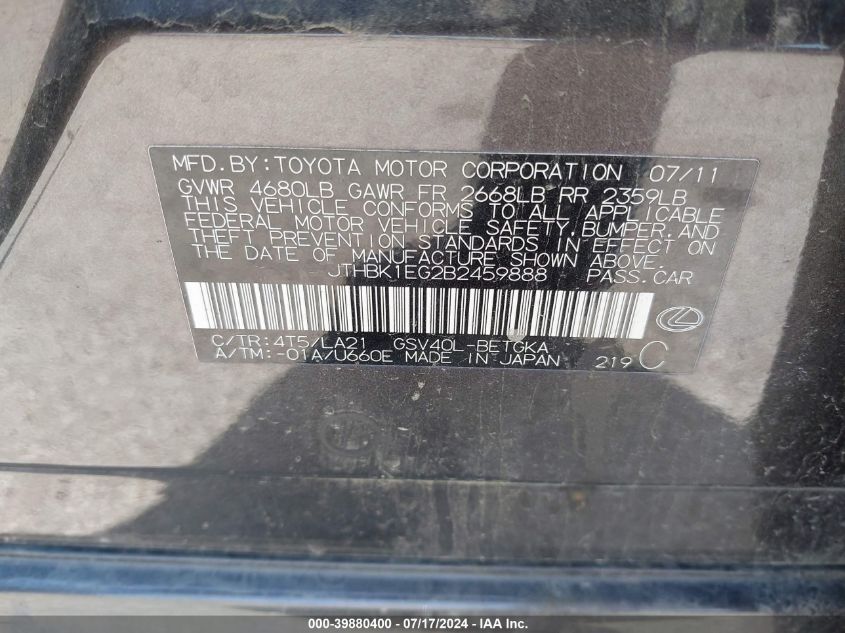 MFD.BY:TOYOTA MOTOR CORPORATION 07/11
GVWR 4680LB GAWR FR 2668LB RR 2359LB
THIS VEHICLE CONFORMS TO ALL APPLICABLE
FEDERAL MOTOR VEHICLE SAFETY,BUMPER,AND
THEFT PREVENTION STANDARDS IN EFFECT ON
THE DATE OF MANUFACTURE SHOWN ABOVE.
JTHBK1EG2B2459888 PASS.CAR
C/TR:4T5/LA21 GSV40L-BETGKA
A/TM:-01A/U660E MADE IN JAPAN 219 C
000-39880400 - 07/17/2024 - IAA, Inc.